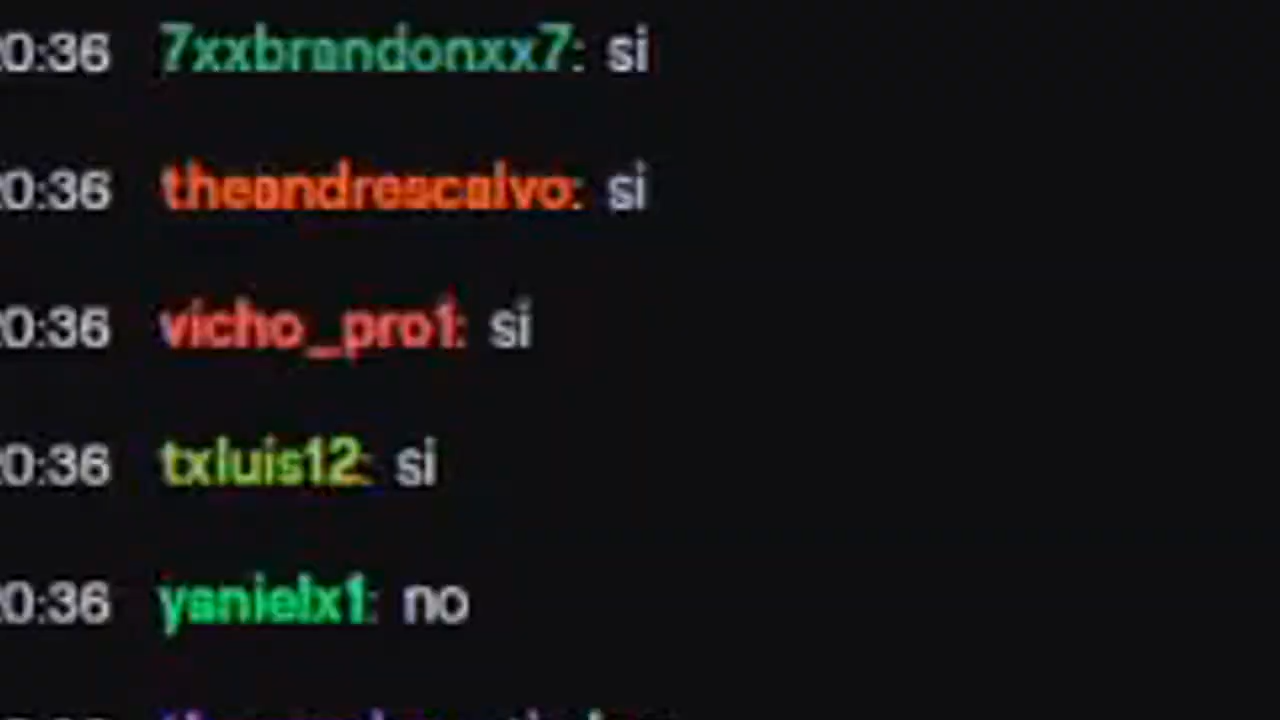 0:36 7xxbrandonxx7: si
0:36 theandrescalvo: si
0:36 vicho_pro1: si
0:36 txluis12: si
0:36 yanielx1: no